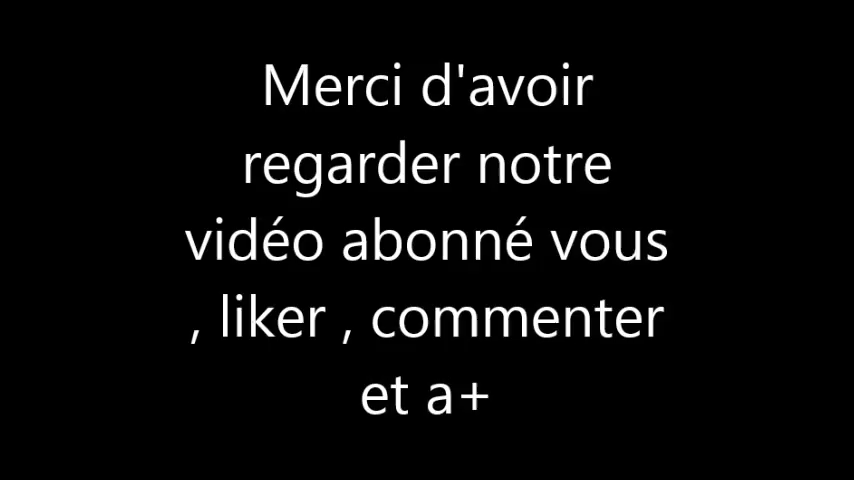 Merci d'avoir
regarder notre
vidéo abonné vous
, liker , commenter
et a+